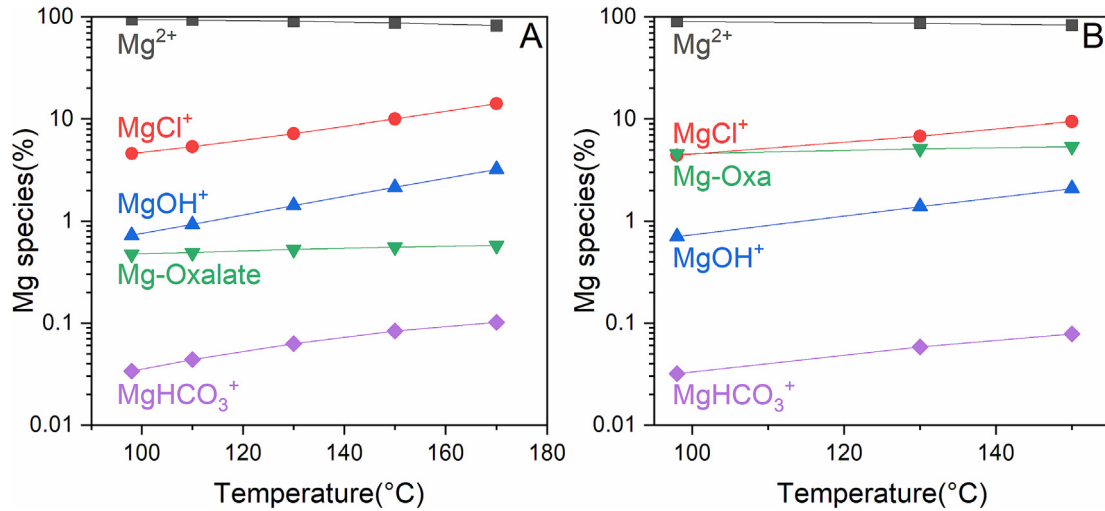 A
Mg species(%)
100
10
1
0.1
0.01
Mg²⁺
MgCl⁺
MgOH⁺
Mg-Oxalate
MgHCO₃⁺
100
120
140
160
180
Temperature(°C)
B
Mg species(%)
100
10
1
0.1
0.01
Mg²⁺
MgCl⁺
Mg-Oxa
MgOH⁺
MgHCO₃⁺
100
120
140
Temperature(°C)